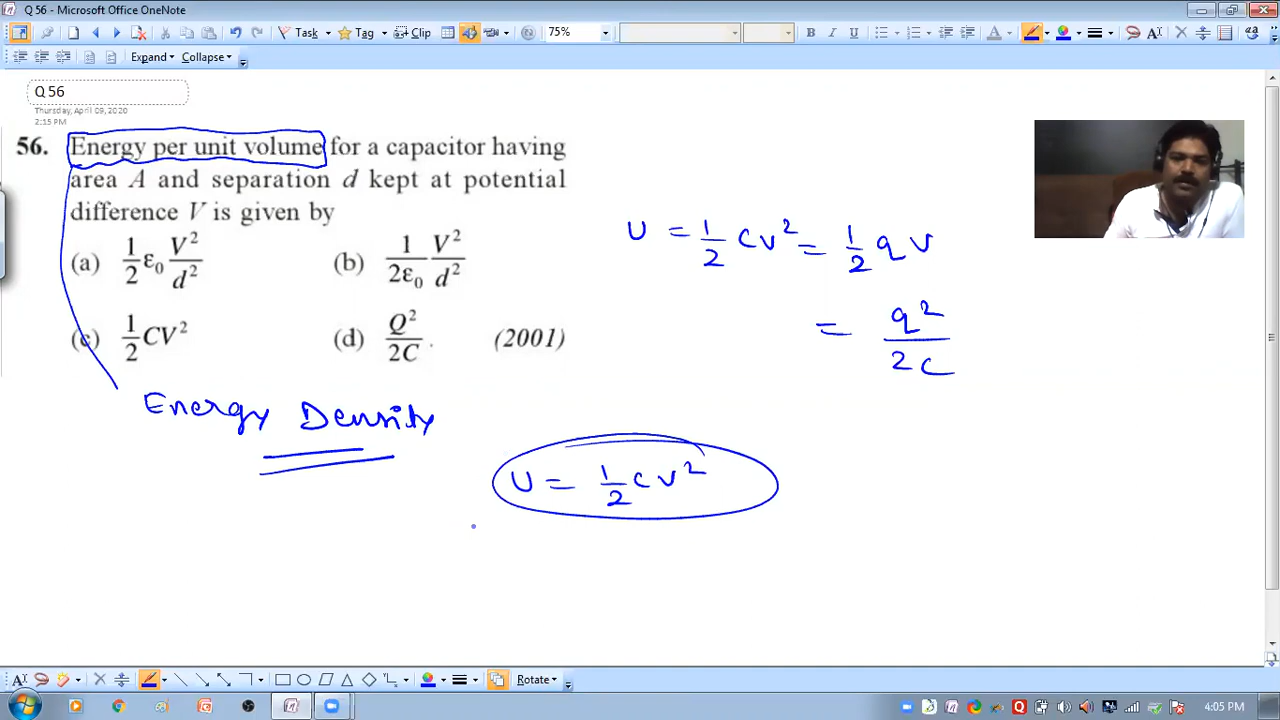 Q 56 - Microsoft OneNote
Task
Tag
Clip
75%
B I U
Expand
Collapse
Q 56
Thursday, April 09, 2020
2:15 PM
56. Energy per unit volume for a capacitor having
area A and separation d kept at potential
difference V is given by
(a) 1/2 ε₀ V²/d² (b) 1/2ε₀ V²/d²
(c) 1/2 CV² (d) Q²/2C . (2001)
U = 1/2 CV² = 1/2 qV
= q²/2C
Energy Density
U = 1/2 CV²
Rotate
4:05 PM